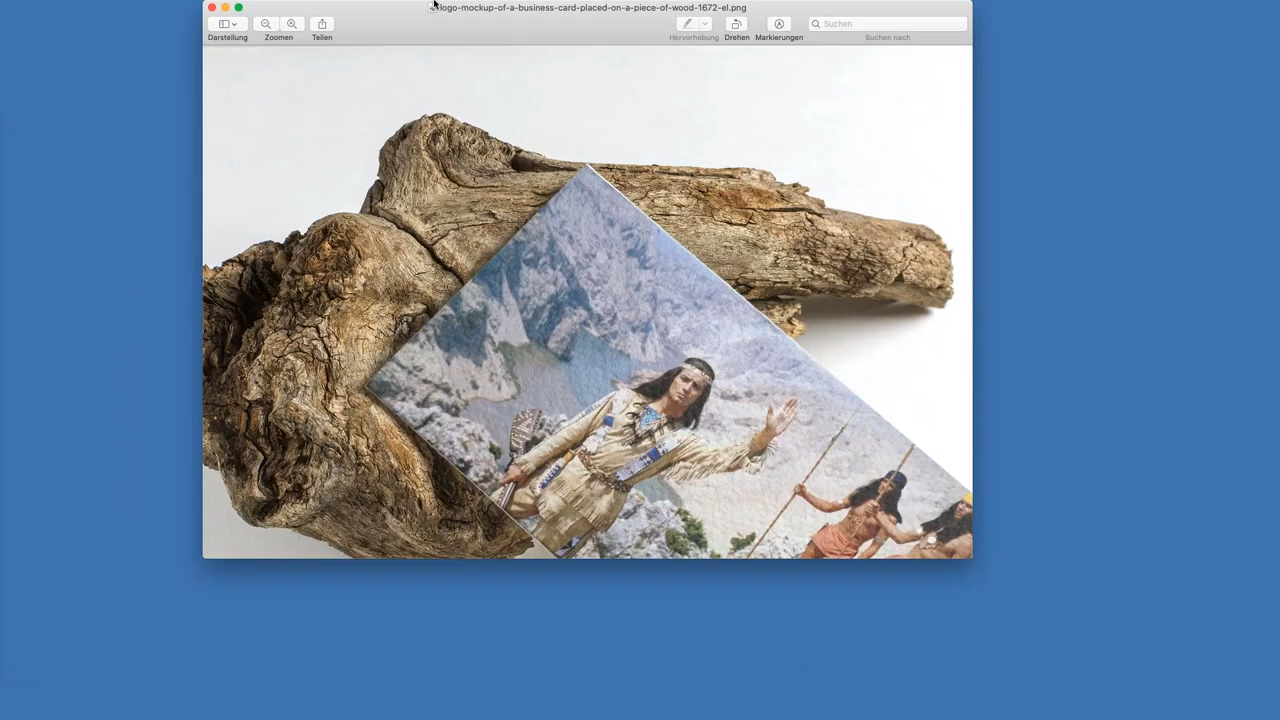 logo-mockup-of-a-business-card-placed-on-a-piece-of-wood-1672-el.png
Darstellung
Zoomen
Teilen
Hervorhebung
Drehen
Markierungen
Suchen
Suchen nach